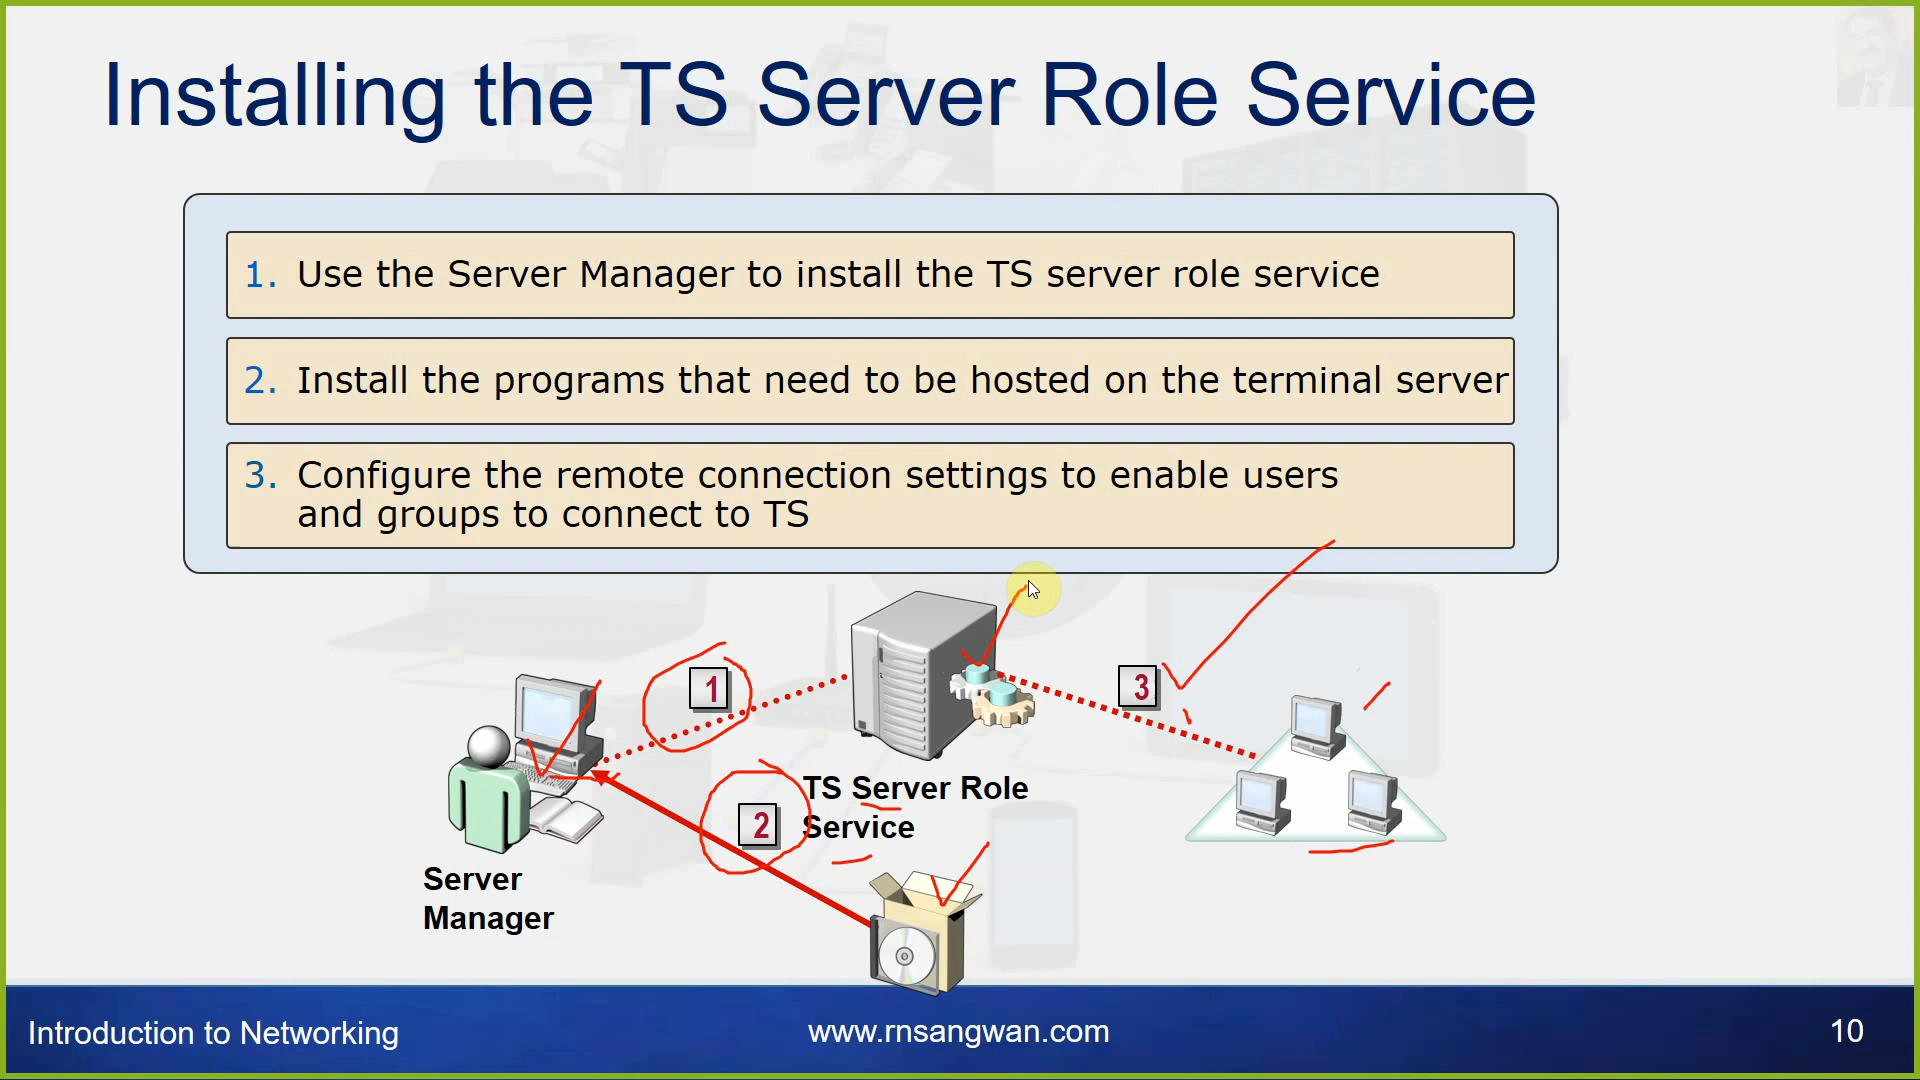 Installing the TS Server Role Service
1. Use the Server Manager to install the TS server role service
2. Install the programs that need to be hosted on the terminal server
3. Configure the remote connection settings to enable users
and groups to connect to TS
1
3
2
TS Server Role
Service
Server
Manager
Introduction to Networking
www.rnsangwan.com
10